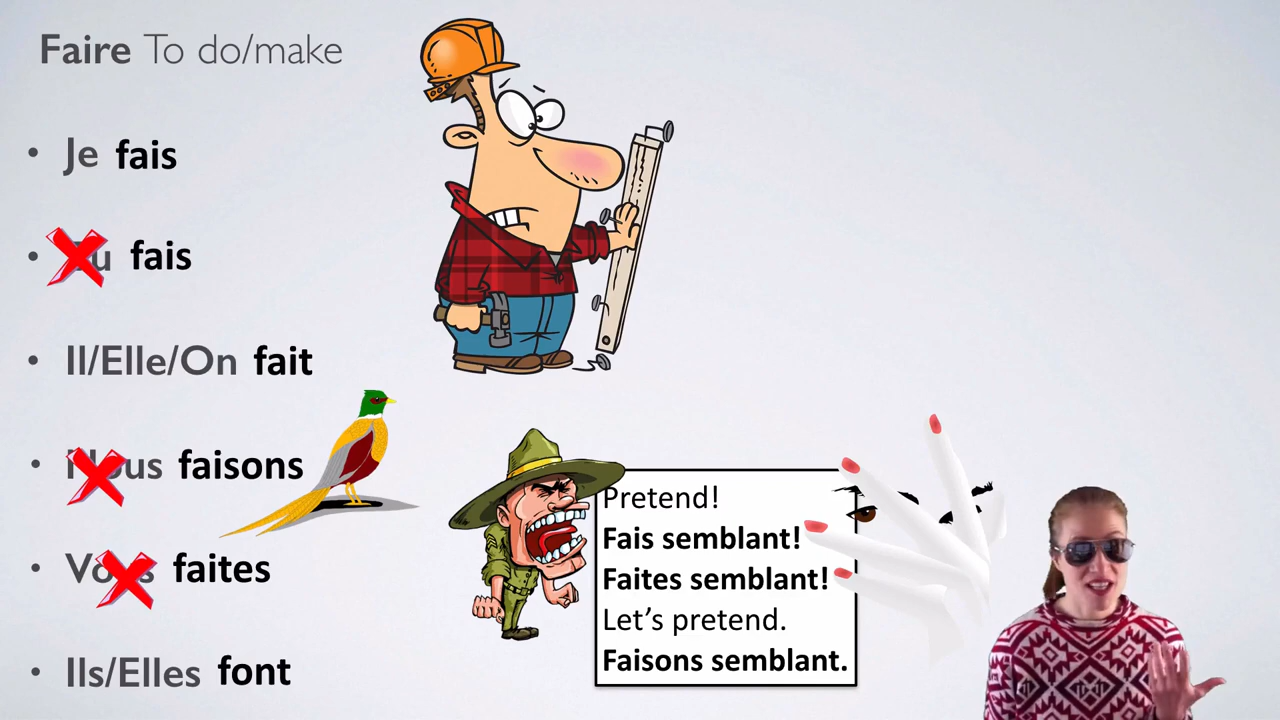 Faire To do/make
• Je fais
• fais
• Il/Elle/On fait
• faisons
• faites
• Ils/Elles font
Pretend!
Fais semblant!
Faites semblant!
Let's pretend.
Faisons semblant.